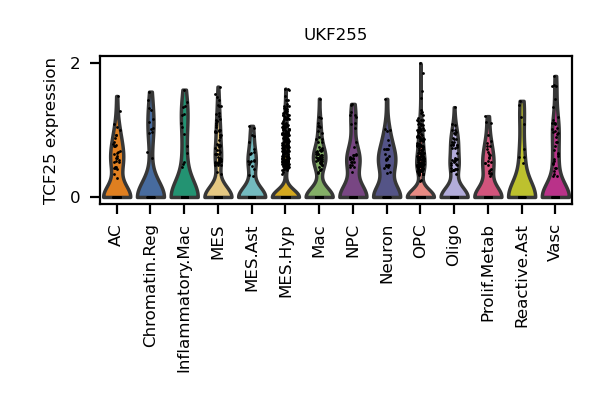 UKF255
TCF25 expression
2
0
AC
Chromatin.Reg
Inflammatory.Mac
MES
MES.Ast
MES.Hyp
Mac
NPC
Neuron
OPC
Oligo
Prolif.Metab
Reactive.Ast
Vasc